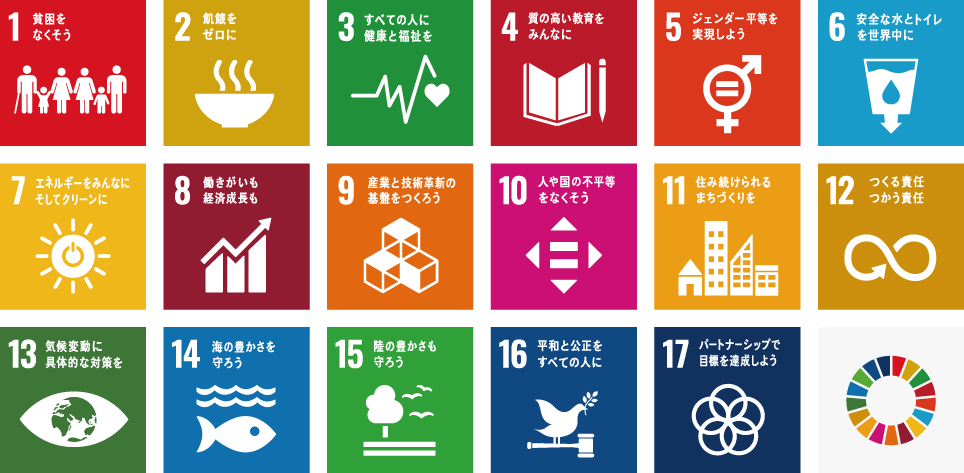 1 貧困を
なくそう
2 飢餓を
ゼロに
3 すべての人に
健康と福祉を
4 質の高い教育を
みんなに
5 ジェンダー平等を
実現しよう
6 安全な水とトイレ
を世界中に
7 エネルギーをみんなに
そしてクリーンに
8 働きがいも
経済成長も
9 産業と技術革新の
基盤をつくろう
10 人や国の不平等
をなくそう
11 住み続けられる
まちづくりを
12 つくる責任
つかう責任
13 気候変動に
具体的な対策を
14 海の豊かさを
守ろう
15 陸の豊かさも
守ろう
16 平和と公正を
すべての人に
17 パートナーシップで
目標を達成しよう